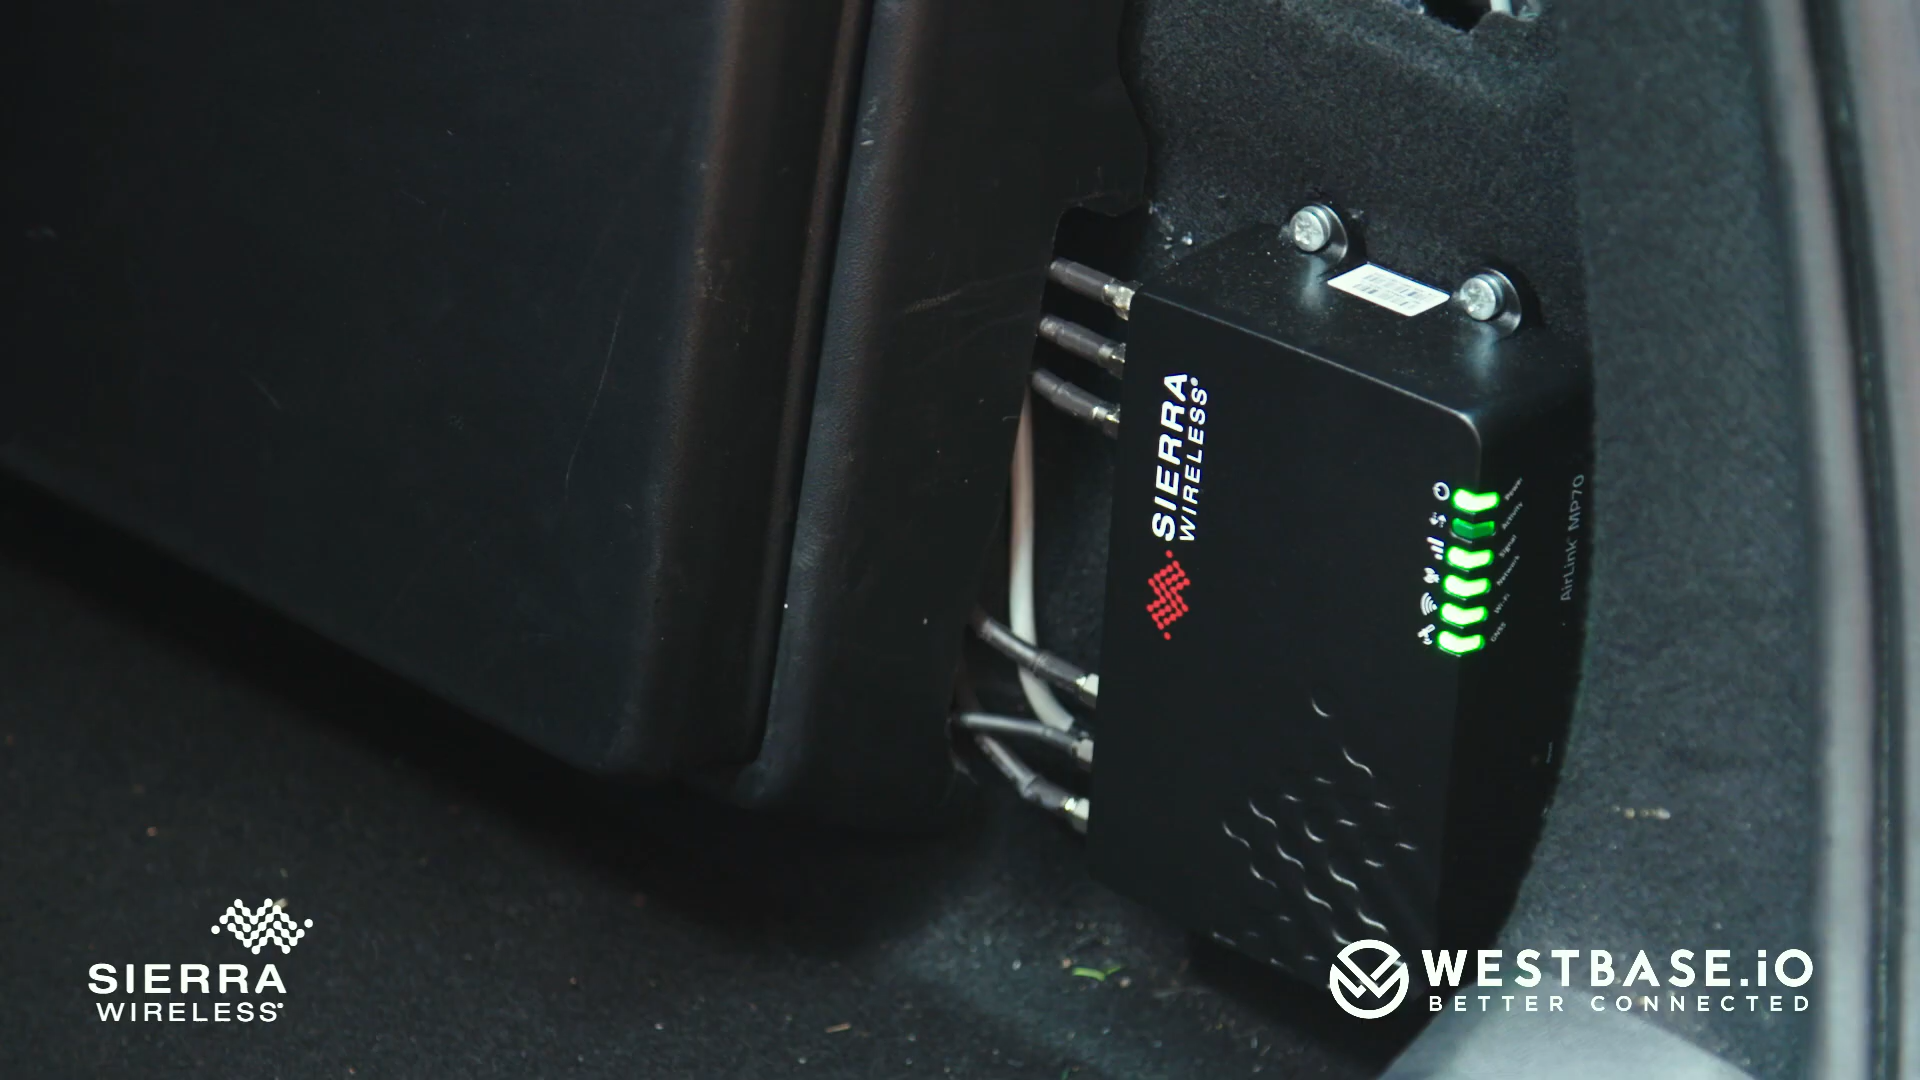 SIERRA
WIRELESS
Power
Activity
Signal
Network
Wi-Fi
GNSS
AirLink MP70
SIERRA
WIRELESS
WESTBASE.iO
BETTER CONNECTED